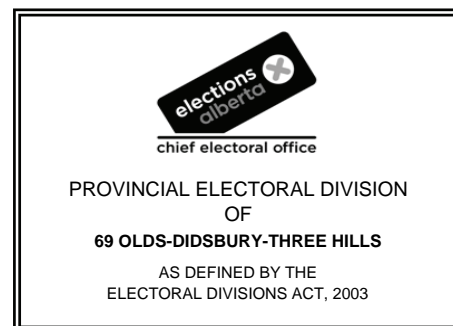 elections
alberta
chief electoral office
PROVINCIAL ELECTORAL DIVISION
OF
69 OLDS-DIDSBURY-THREE HILLS
AS DEFINED BY THE
ELECTORAL DIVISIONS ACT, 2003